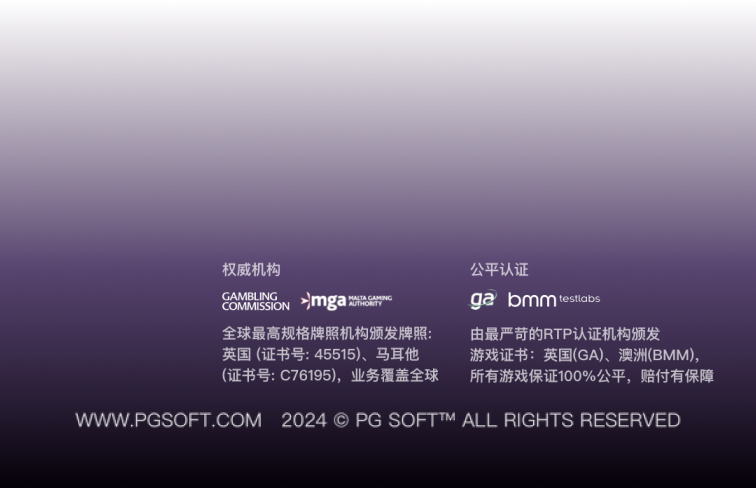 权威机构
GAMBLING
COMMISSION
mga MALTA GAMING
AUTHORITY
全球最高规格牌照机构颁发牌照:
英国 (证书号: 45515)、马耳他
(证书号: C76195)，业务覆盖全球
公平认证
ga bmm testlabs
由最严苛的RTP认证机构颁发
游戏证书：英国(GA)、澳洲(BMM)，
所有游戏保证100%公平，赔付有保障
WWW.PGSOFT.COM 2024 © PG SOFT™ ALL RIGHTS RESERVED